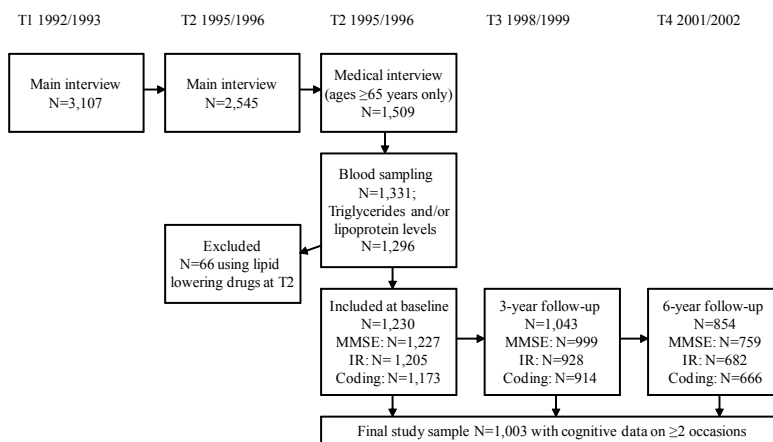 T1 1992/1993 T2 1995/1996 T2 1995/1996 T3 1998/1999 T4 2001/2002
Main interview
N=3,107
Main interview
N=2,545
Medical interview
(ages ≥65 years only)
N=1,509
Blood sampling
N=1,331;
Triglycerides and/or
lipoprotein levels
N=1,296
Excluded
N=66 using lipid
lowering drugs at T2
Included at baseline
N=1,230
MMSE: N=1,227
IR: N= 1,205
Coding: N=1,173
3-year follow-up
N=1,043
MMSE: N=999
IR: N=928
Coding: N=914
6-year follow-up
N=854
MMSE: N=759
IR: N=682
Coding: N=666
Final study sample N=1,003 with cognitive data on ≥2 occasions